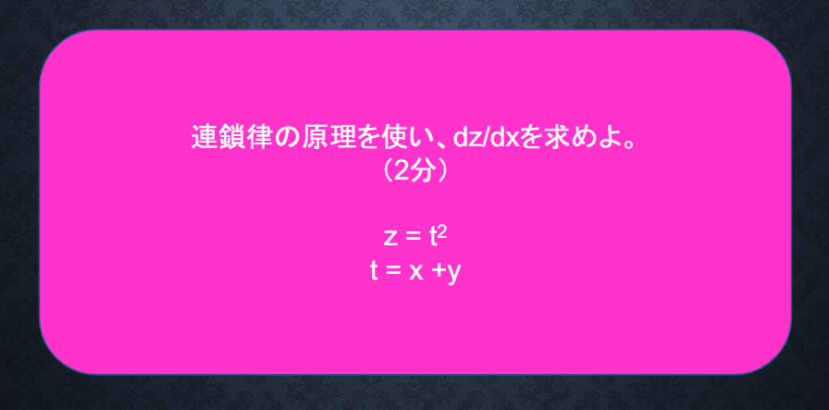 連鎖律の原理を使い、dz/dxを求めよ。
（2分）
z = t²
t = x +y